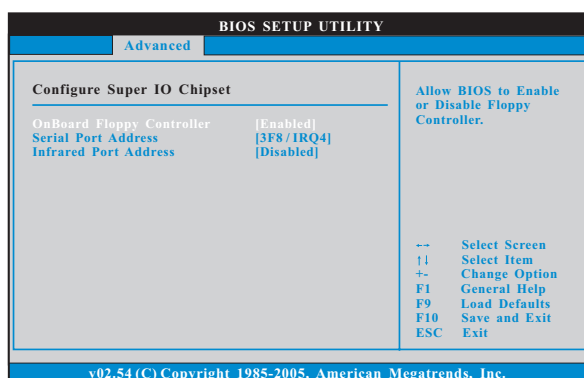 BIOS SETUP UTILITY
Advanced
Configure Super IO Chipset
OnBoard Floppy Controller [Enabled]
Serial Port Address [3F8 / IRQ4]
Infrared Port Address [Disabled]
Allow BIOS to Enable
or Disable Floppy
Controller.
←→ Select Screen
↑↓ Select Item
+- Change Option
F1 General Help
F9 Load Defaults
F10 Save and Exit
ESC Exit
v02.54 (C) Copyright 1985-2005, American Megatrends, Inc.